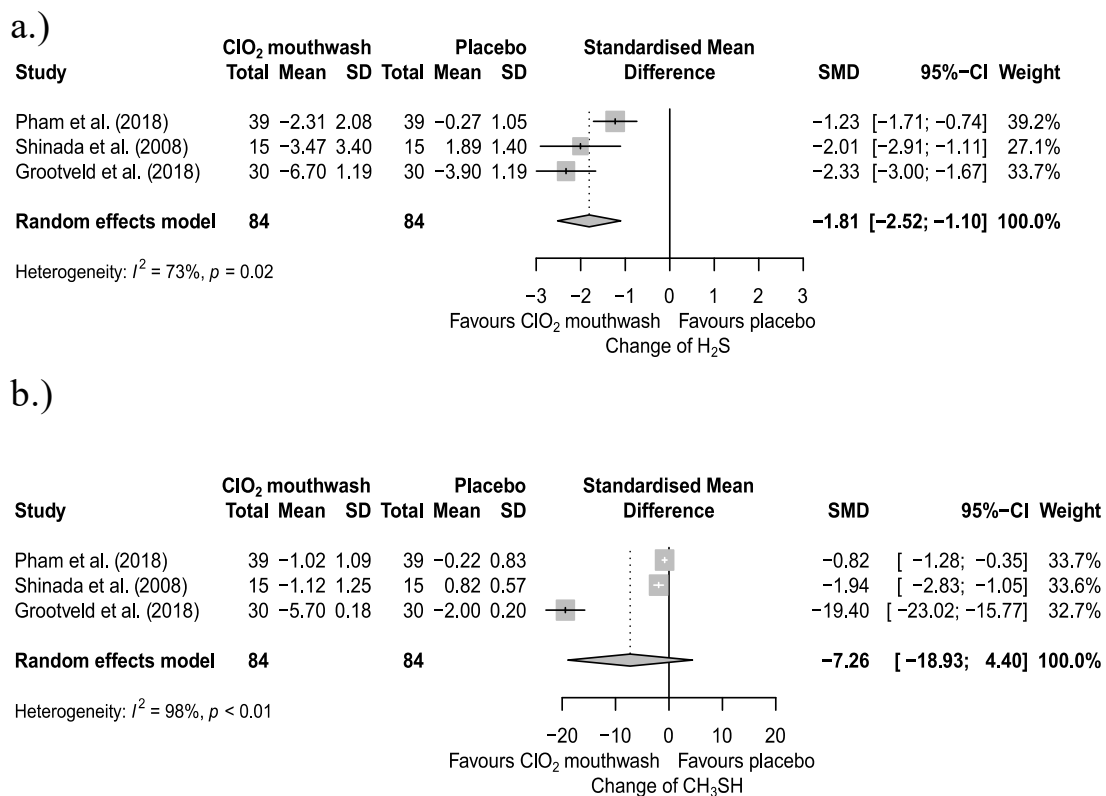 a.)
ClO₂ mouthwash Placebo Standardised Mean
Study Total Mean SD Total Mean SD Difference SMD 95%−CI Weight
Pham et al. (2018) 39 −2.31 2.08 39 −0.27 1.05 −1.23 [−1.71; −0.74] 39.2%
Shinada et al. (2008) 15 −3.47 3.40 15 1.89 1.40 −2.01 [−2.91; −1.11] 27.1%
Grootveld et al. (2018) 30 −6.70 1.19 30 −3.90 1.19 −2.33 [−3.00; −1.67] 33.7%
Random effects model 84 84 −1.81 [−2.52; −1.10] 100.0%
Heterogeneity: I² = 73%, p = 0.02
−3 −2 −1 0 1 2 3
Favours ClO₂ mouthwash Favours placebo
Change of H₂S
b.)
ClO₂ mouthwash Placebo Standardised Mean
Study Total Mean SD Total Mean SD Difference SMD 95%−CI Weight
Pham et al. (2018) 39 −1.02 1.09 39 −0.22 0.83 −0.82 [ −1.28; −0.35] 33.7%
Shinada et al. (2008) 15 −1.12 1.25 15 0.82 0.57 −1.94 [ −2.83; −1.05] 33.6%
Grootveld et al. (2018) 30 −5.70 0.18 30 −2.00 0.20 −19.40 [ −23.02; −15.77] 32.7%
Random effects model 84 84 −7.26 [ −18.93; 4.40] 100.0%
Heterogeneity: I² = 98%, p < 0.01
−20 −10 0 10 20
Favours ClO₂ mouthwash Favours placebo
Change of CH₃SH